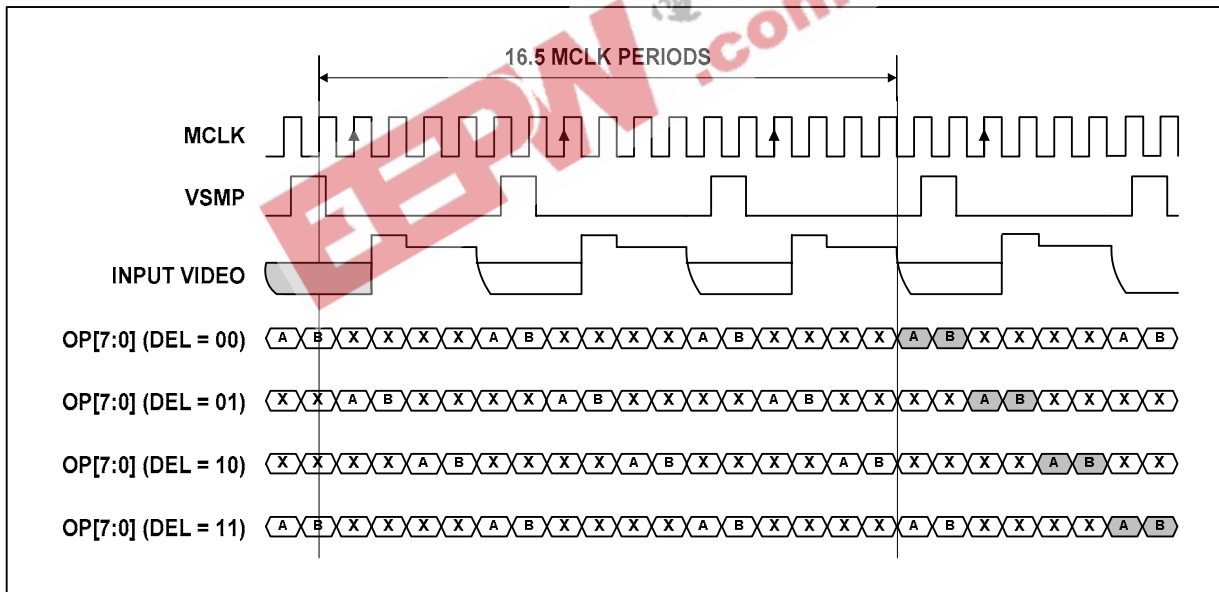 EEPW.com
16.5 MCLK PERIODS
MCLK
VSMP
INPUT VIDEO
OP[7:0] (DEL = 00) A B X X X X A B X X X X A B X X X X A B X X X X A B
OP[7:0] (DEL = 01) X X A B X X X X A B X X X X A B X X X X A B X X X X
OP[7:0] (DEL = 10) X X X X A B X X X X A B X X X X A B X X X X A B X X
OP[7:0] (DEL = 11) A B X X X X A B X X X X A B X X X X A B X X X X A B